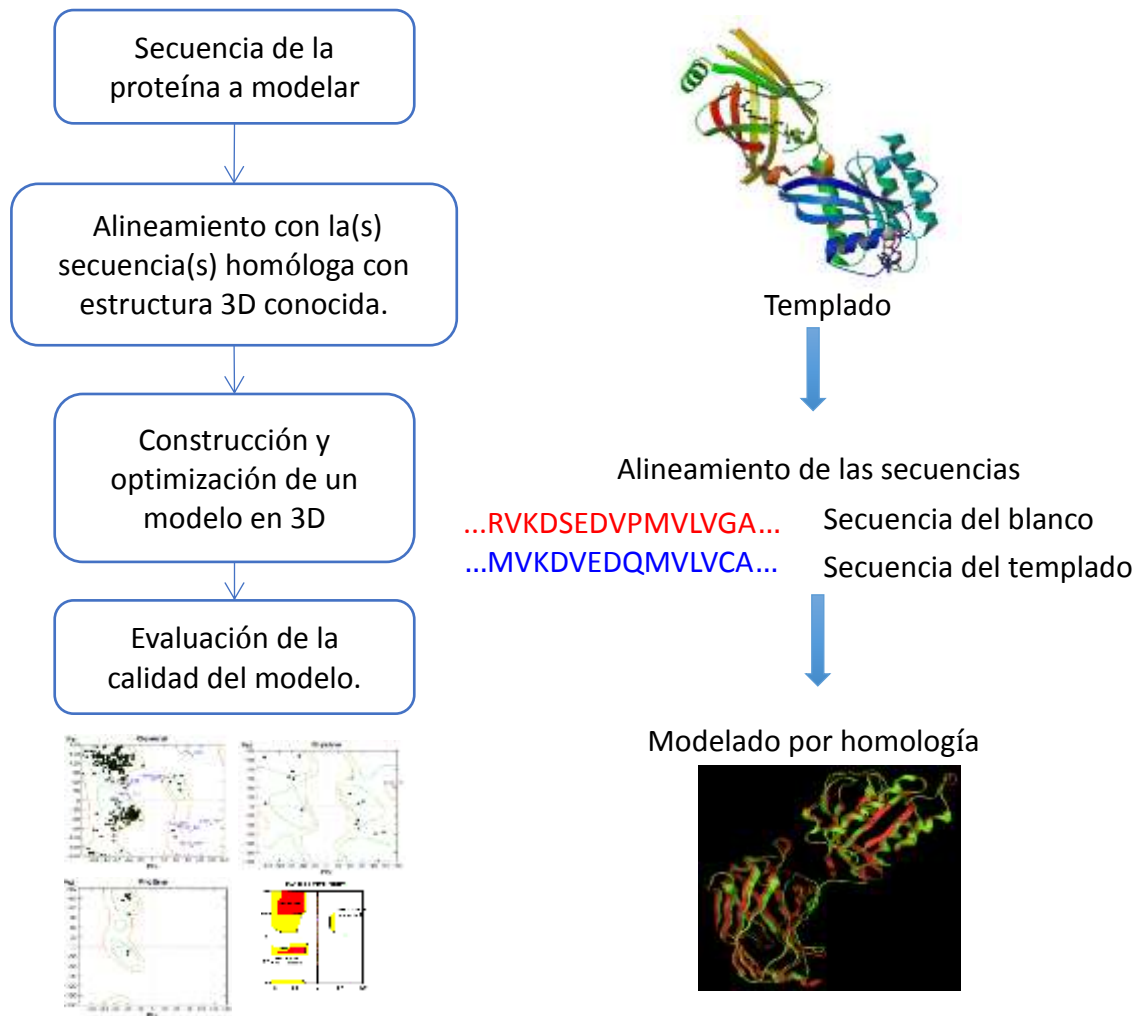 Secuencia de la
proteína a modelar
Alineamiento con la(s)
secuencia(s) homóloga con
estructura 3D conocida.
Construcción y
optimización de un
modelo en 3D
Evaluación de la
calidad del modelo.
Templado
Alineamiento de las secuencias
...RVKDSEDVPMVLVGA... Secuencia del blanco
...MVKDVEDQMVLVCA... Secuencia del templado
Modelado por homología